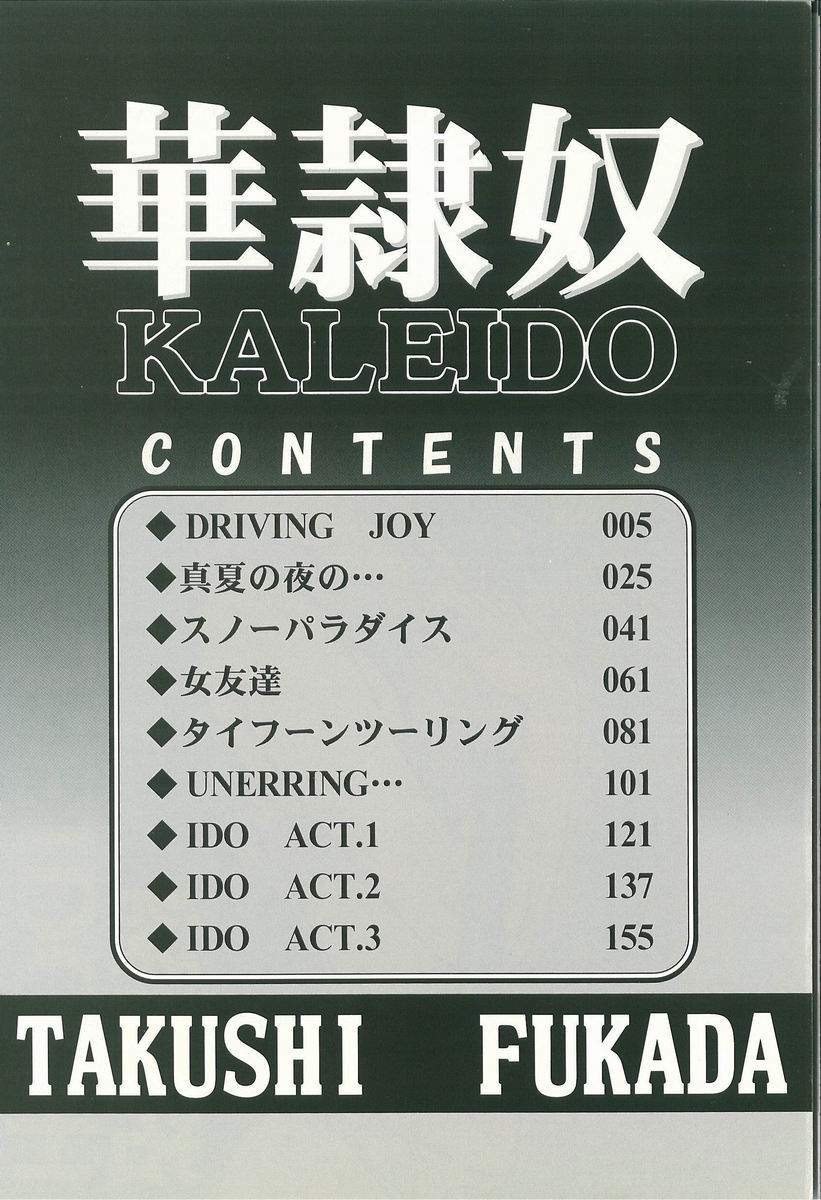 華隷奴
KALEIDO
CONTENTS
◆ DRIVING JOY 005
◆真夏の夜の… 025
◆スノーパラダイス 041
◆女友達 061
◆タイフーンツーリング 081
◆ UNERRING… 101
◆ IDO ACT.1 121
◆ IDO ACT.2 137
◆ IDO ACT.3 155
TAKUSHI FUKADA